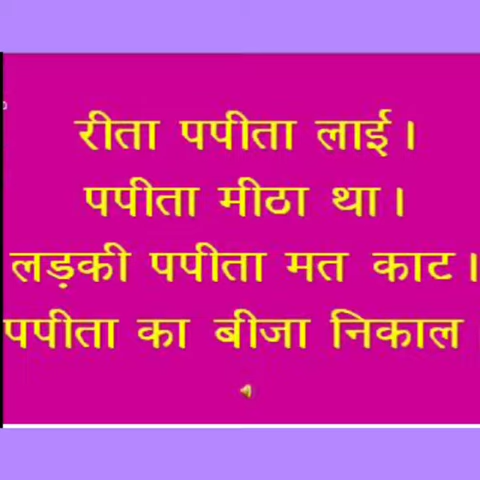 रीता पपीता लाई।
पपीता मीठा था।
लड़की पपीता मत काट।
पपीता का बीजा निकाल